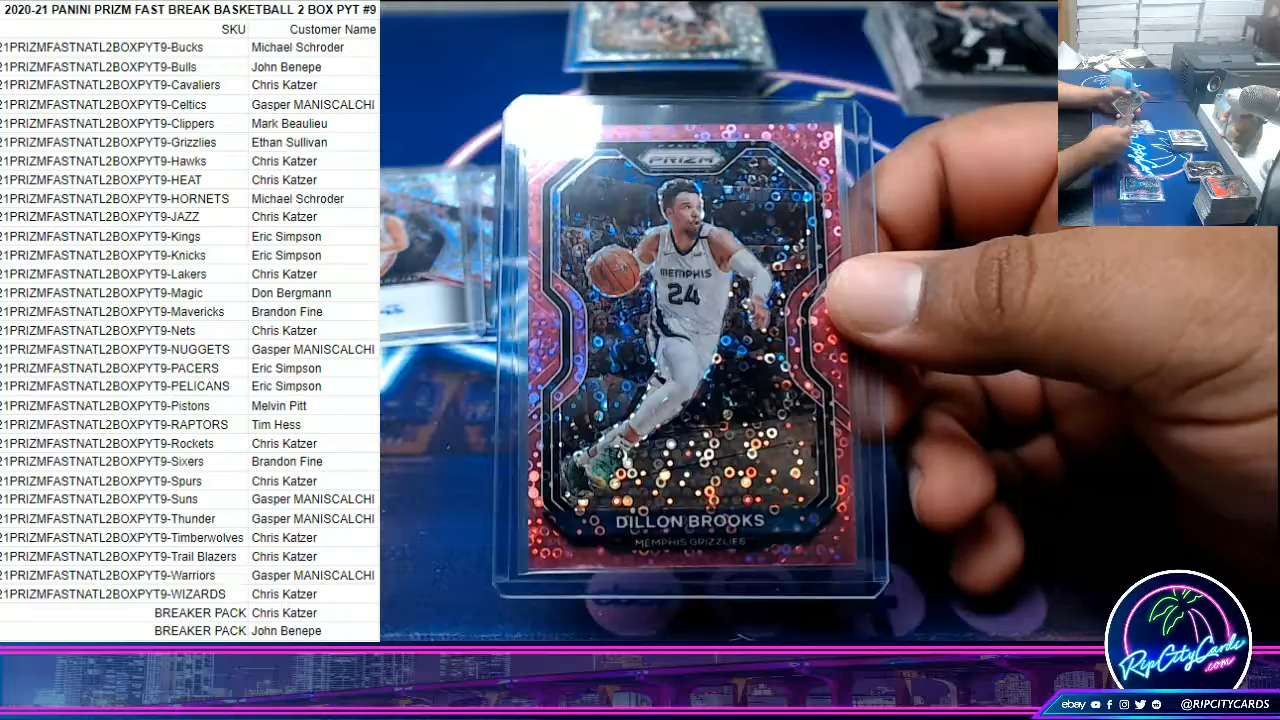 2020-21 PANINI PRIZM FAST BREAK BASKETBALL 2 BOX PYT #9
SKU Customer Name
21PRIZMFASTNATL2BOXPYT9-Bucks Michael Schroder
21PRIZMFASTNATL2BOXPYT9-Bulls John Benepe
21PRIZMFASTNATL2BOXPYT9-Cavaliers Chris Katzer
21PRIZMFASTNATL2BOXPYT9-Celtics Gasper MANISCALCHI
21PRIZMFASTNATL2BOXPYT9-Clippers Mark Beaulieu
21PRIZMFASTNATL2BOXPYT9-Grizzlies Ethan Sullivan
21PRIZMFASTNATL2BOXPYT9-Hawks Chris Katzer
21PRIZMFASTNATL2BOXPYT9-HEAT Chris Katzer
21PRIZMFASTNATL2BOXPYT9-HORNETS Michael Schroder
21PRIZMFASTNATL2BOXPYT9-JAZZ Chris Katzer
21PRIZMFASTNATL2BOXPYT9-Kings Eric Simpson
21PRIZMFASTNATL2BOXPYT9-Knicks Eric Simpson
21PRIZMFASTNATL2BOXPYT9-Lakers Chris Katzer
21PRIZMFASTNATL2BOXPYT9-Magic Don Bergmann
21PRIZMFASTNATL2BOXPYT9-Mavericks Brandon Fine
21PRIZMFASTNATL2BOXPYT9-Nets Chris Katzer
21PRIZMFASTNATL2BOXPYT9-NUGGETS Gasper MANISCALCHI
21PRIZMFASTNATL2BOXPYT9-PACERS Eric Simpson
21PRIZMFASTNATL2BOXPYT9-PELICANS Eric Simpson
21PRIZMFASTNATL2BOXPYT9-Pistons Melvin Pitt
21PRIZMFASTNATL2BOXPYT9-RAPTORS Tim Hess
21PRIZMFASTNATL2BOXPYT9-Rockets Chris Katzer
21PRIZMFASTNATL2BOXPYT9-Sixers Brandon Fine
21PRIZMFASTNATL2BOXPYT9-Spurs Chris Katzer
21PRIZMFASTNATL2BOXPYT9-Suns Gasper MANISCALCHI
21PRIZMFASTNATL2BOXPYT9-Thunder Gasper MANISCALCHI
21PRIZMFASTNATL2BOXPYT9-Timberwolves Chris Katzer
21PRIZMFASTNATL2BOXPYT9-Trail Blazers Chris Katzer
21PRIZMFASTNATL2BOXPYT9-Warriors Gasper MANISCALCHI
21PRIZMFASTNATL2BOXPYT9-WIZARDS Chris Katzer
BREAKER PACK Chris Katzer
BREAKER PACK John Benepe
PANINI
PRIZM
MEMPHIS
24
DILLON BROOKS
MEMPHIS GRIZZLIES
RipCityCards
.com
ebay @RIPCITYCARDS